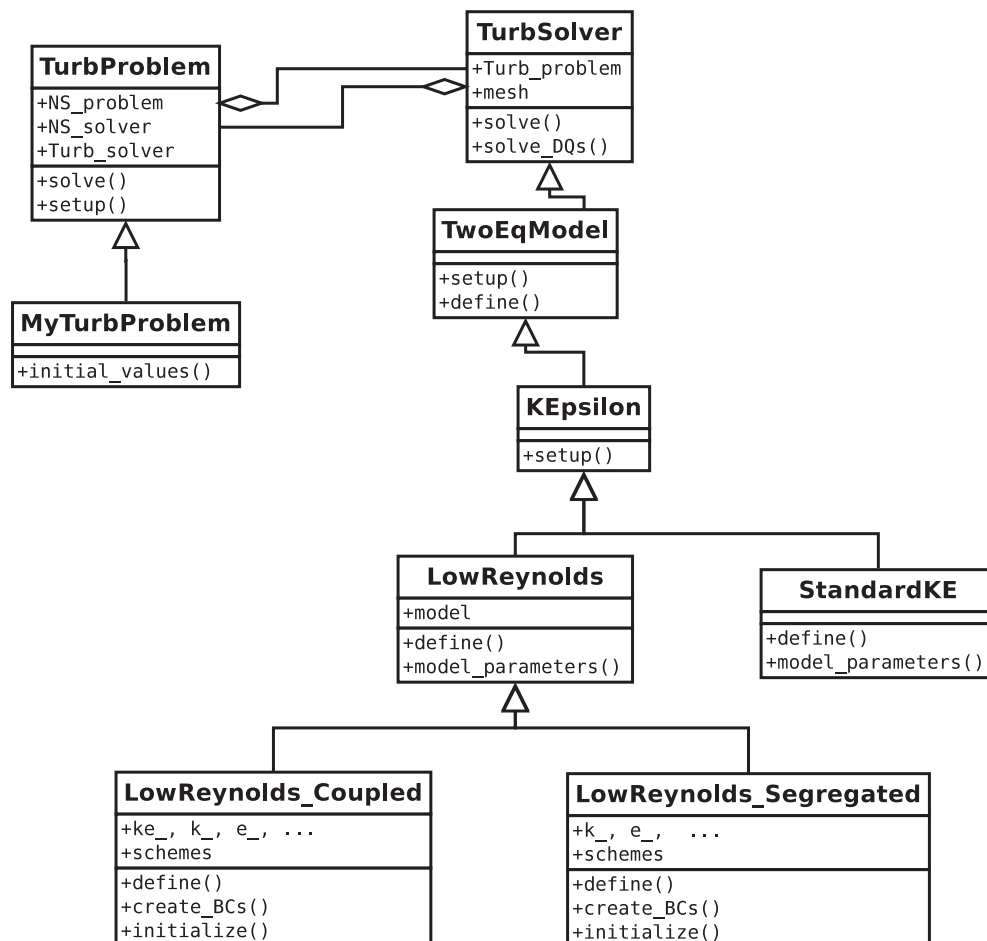 TurbProblem
+NS_problem
+NS_solver
+Turb_solver
+solve()
+setup()
TurbSolver
+Turb_problem
+mesh
+solve()
+solve_DQs()
MyTurbProblem
+initial_values()
TwoEqModel
+setup()
+define()
KEpsilon
+setup()
LowReynolds
+model
+define()
+model_parameters()
StandardKE
+define()
+model_parameters()
LowReynolds_Coupled
+ke_, k_, e_, ...
+schemes
+define()
+create_BCs()
+initialize()
LowReynolds_Segregated
+k_, e_, ...
+schemes
+define()
+create_BCs()
+initialize()